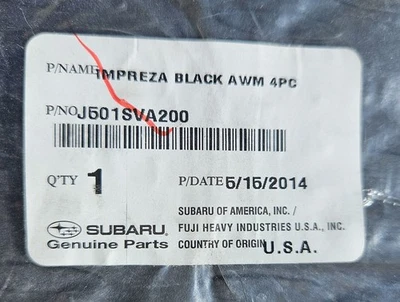 P/NAME IMPREZA BLACK AWM 4PC
P/NO. J501SVA200
Q'TY 1 P/DATE 5/15/2014
SUBARU
Genuine Parts
SUBARU OF AMERICA, INC. /
FUJI HEAVY INDUSTRIES U.S.A., INC.
COUNTRY OF ORIGIN U.S.A.